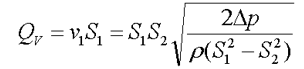 $Q_V = v_1 S_1 = S_1 S_2 \sqrt{\frac{2\Delta p}{\rho(S_1^2 - S_2^2)}}$